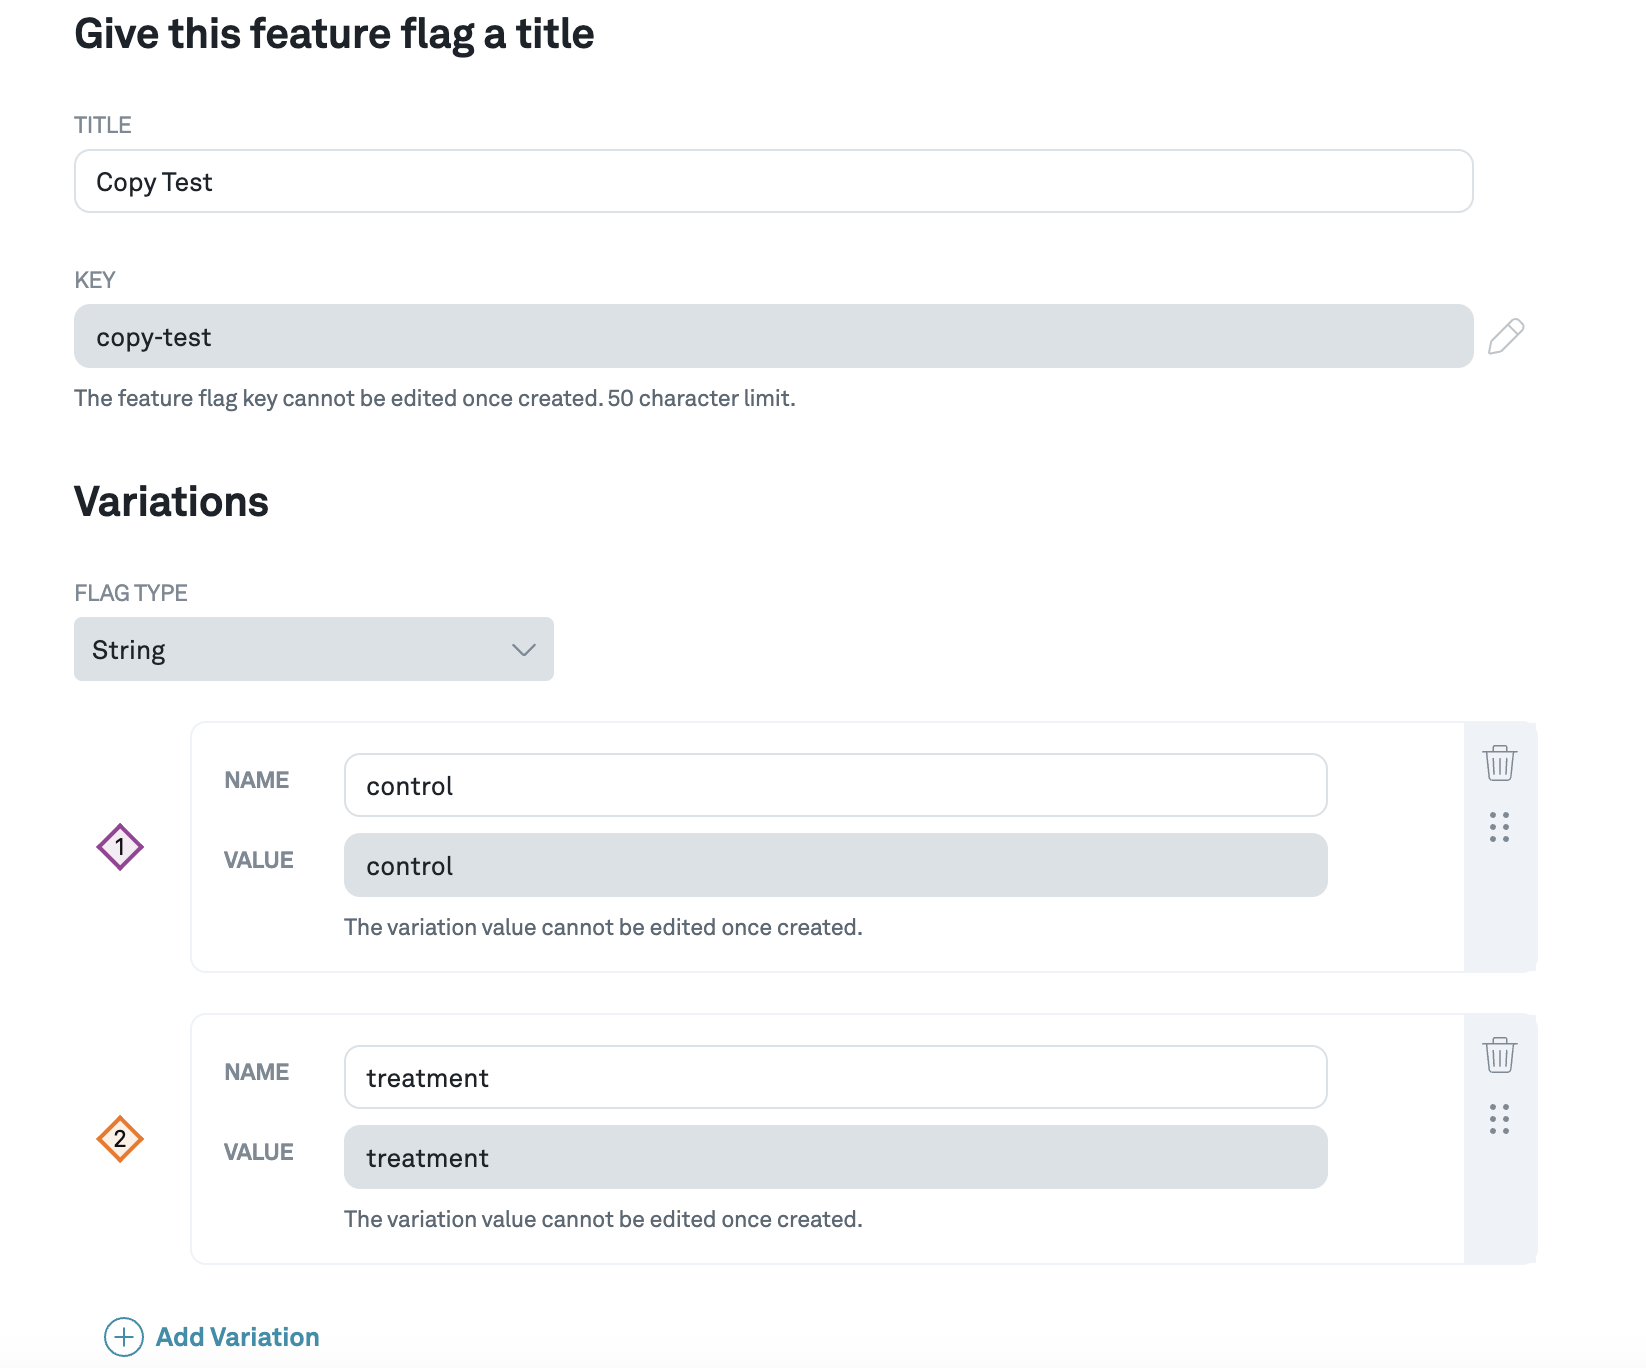 Give this feature flag a title
TITLE
Copy Test
KEY
copy-test
The feature flag key cannot be edited once created. 50 character limit.
Variations
FLAG TYPE
String
NAME
control
1
VALUE
control
The variation value cannot be edited once created.
NAME
treatment
2
VALUE
treatment
The variation value cannot be edited once created.
Add Variation